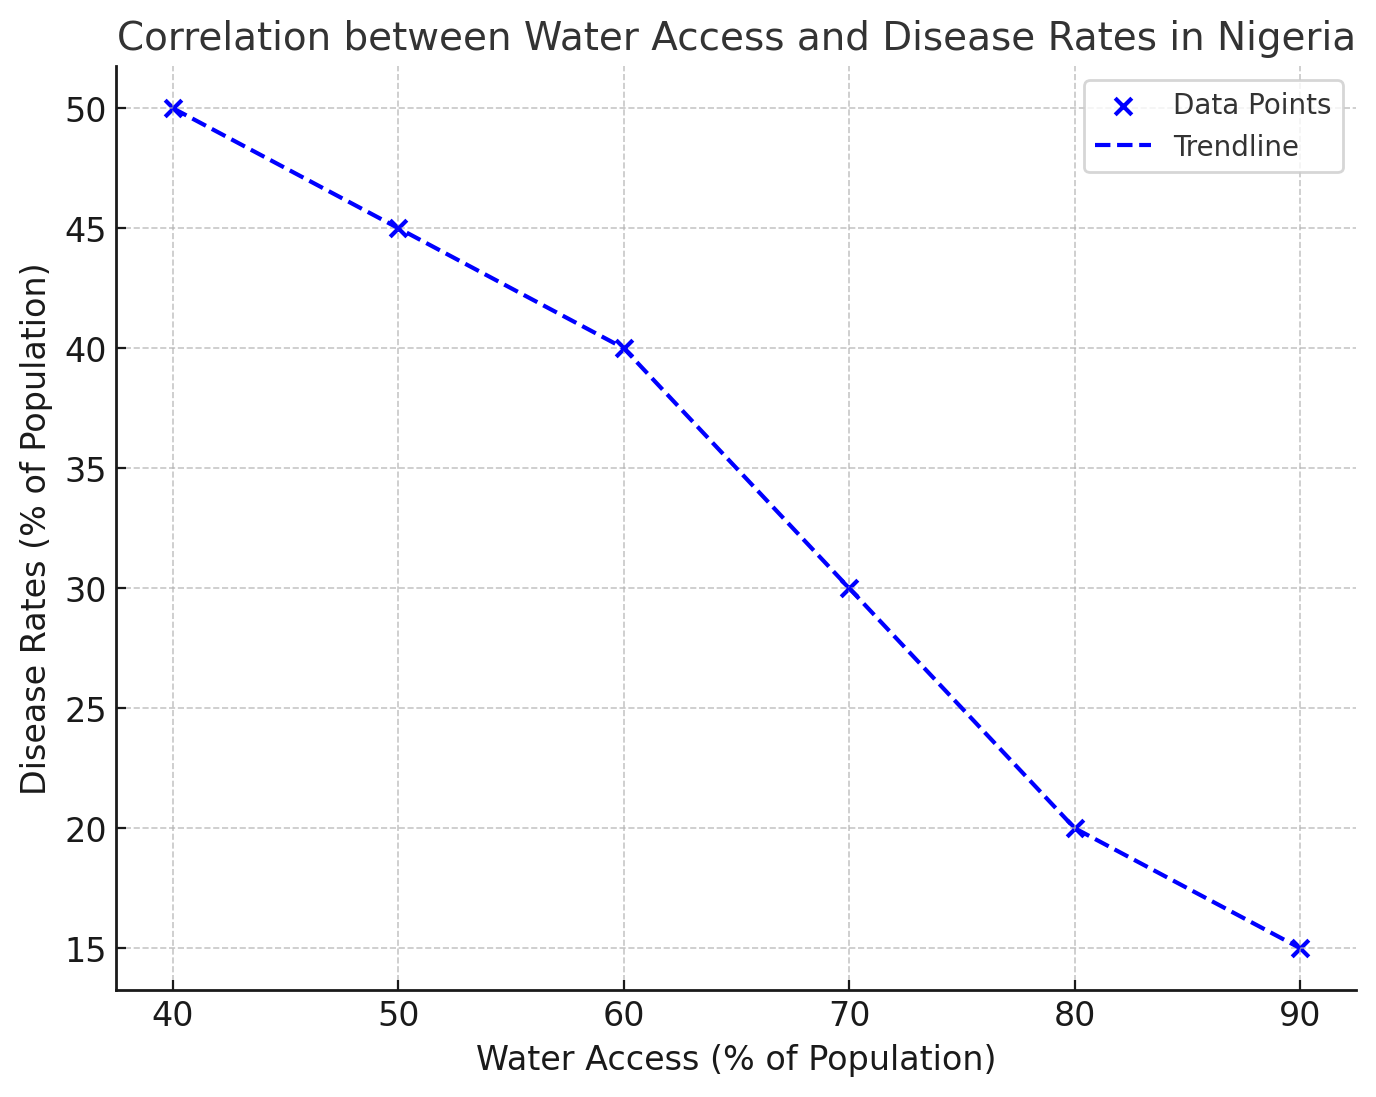 Correlation between Water Access and Disease Rates in Nigeria
Data Points
Trendline
Disease Rates (% of Population)
50
45
40
35
30
25
20
15
40 50 60 70 80 90
Water Access (% of Population)